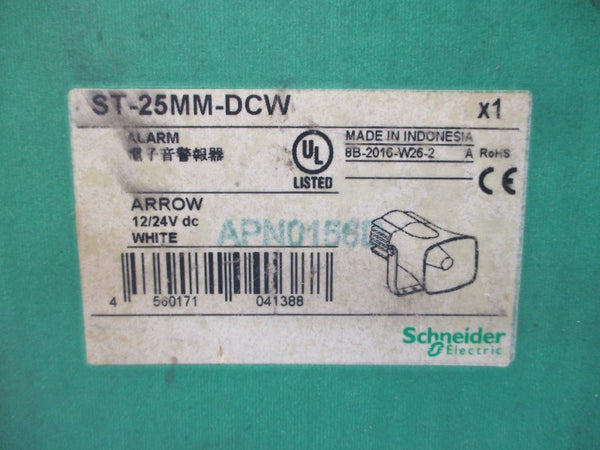 ST-25MM-DCW x1
ALARM
電子音警報器
UL
LISTED
MADE IN INDONESIA
8B-2016-W26-2 A RoHS
CE
ARROW
12/24V dc
WHITE
4 560171 041388
Schneider
Electric